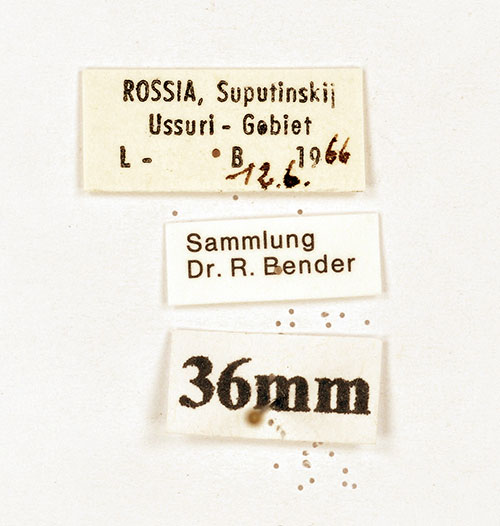 ROSSIA, Suputinskij
Ussuri - Gebiet
L - B 1966
12.6.
Sammlung
Dr. R. Bender
36mm